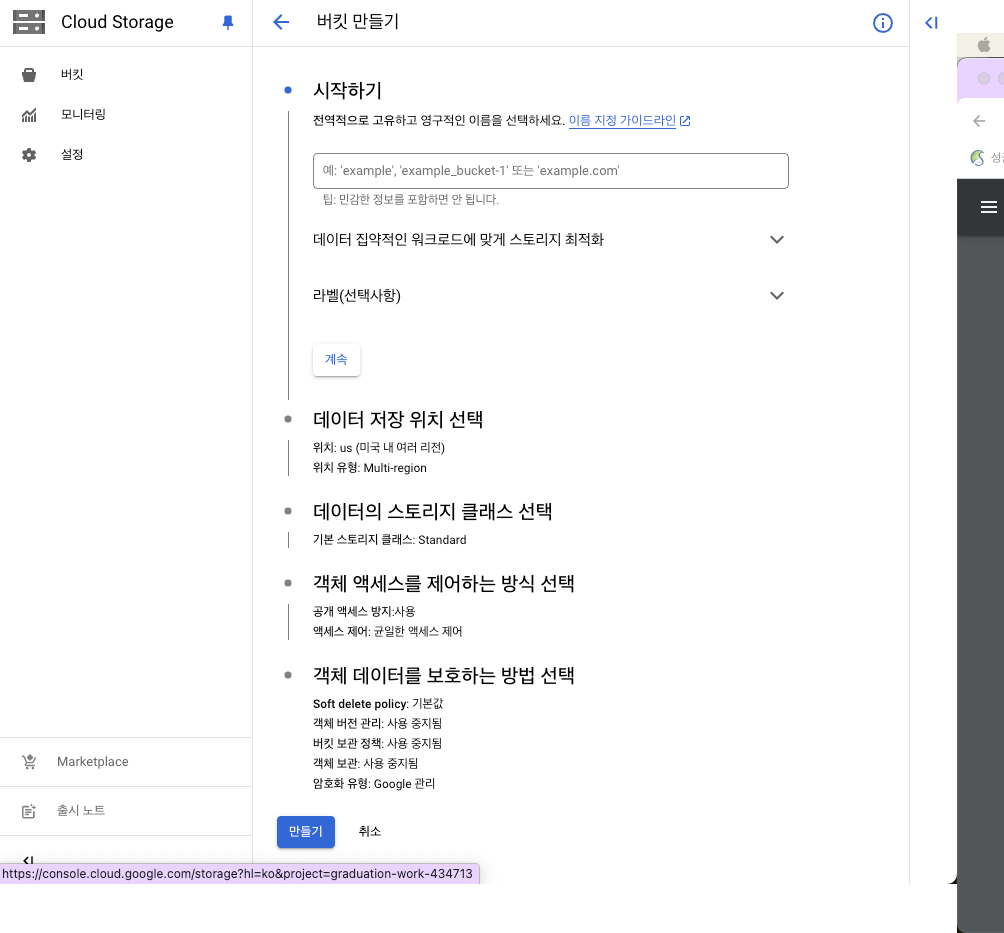 Cloud Storage
버킷 만들기
버킷
모니터링
설정
시작하기
전역적으로 고유하고 영구적인 이름을 선택하세요. 이름 지정 가이드라인
예: 'example', 'example_bucket-1' 또는 'example.com'
팁: 민감한 정보를 포함하면 안 됩니다.
데이터 집약적인 워크로드에 맞게 스토리지 최적화
라벨(선택사항)
계속
데이터 저장 위치 선택
위치: us (미국 내 여러 리전)
위치 유형: Multi-region
데이터의 스토리지 클래스 선택
기본 스토리지 클래스: Standard
객체 액세스를 제어하는 방식 선택
공개 액세스 방지:사용
액세스 제어: 균일한 액세스 제어
객체 데이터를 보호하는 방법 선택
Soft delete policy: 기본값
객체 버전 관리: 사용 중지됨
버킷 보관 정책: 사용 중지됨
객체 보관: 사용 중지됨
암호화 유형: Google 관리
Marketplace
출시 노트
만들기
취소
https://console.cloud.google.com/storage?hl=ko&project=graduation-work-434713